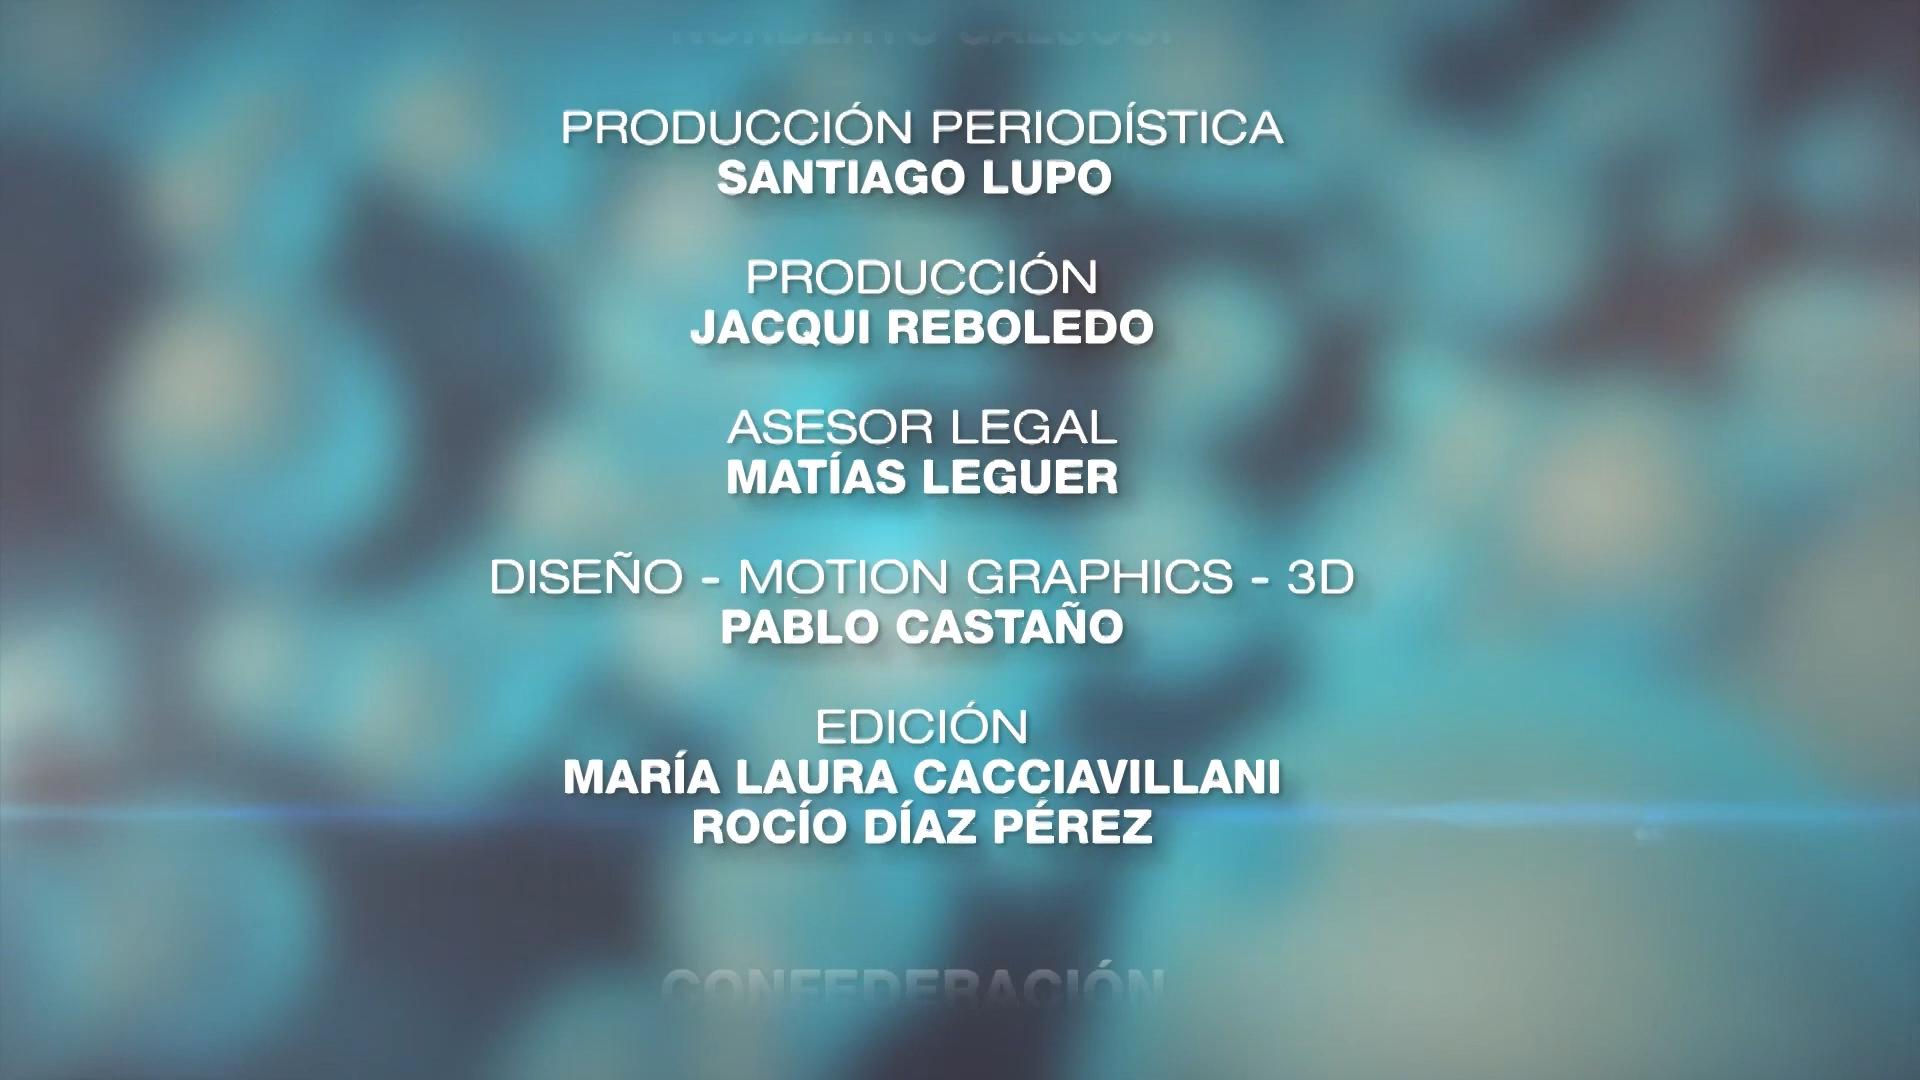 PRODUCCIÓN PERIODÍSTICA
SANTIAGO LUPO
PRODUCCIÓN
JACQUI REBOLEDO
ASESOR LEGAL
MATÍAS LEGUER
DISEÑO - MOTION GRAPHICS - 3D
PABLO CASTAÑO
EDICIÓN
MARÍA LAURA CACCIAVILLANI
ROCÍO DÍAZ PÉREZ
CONFEDERACIÓN